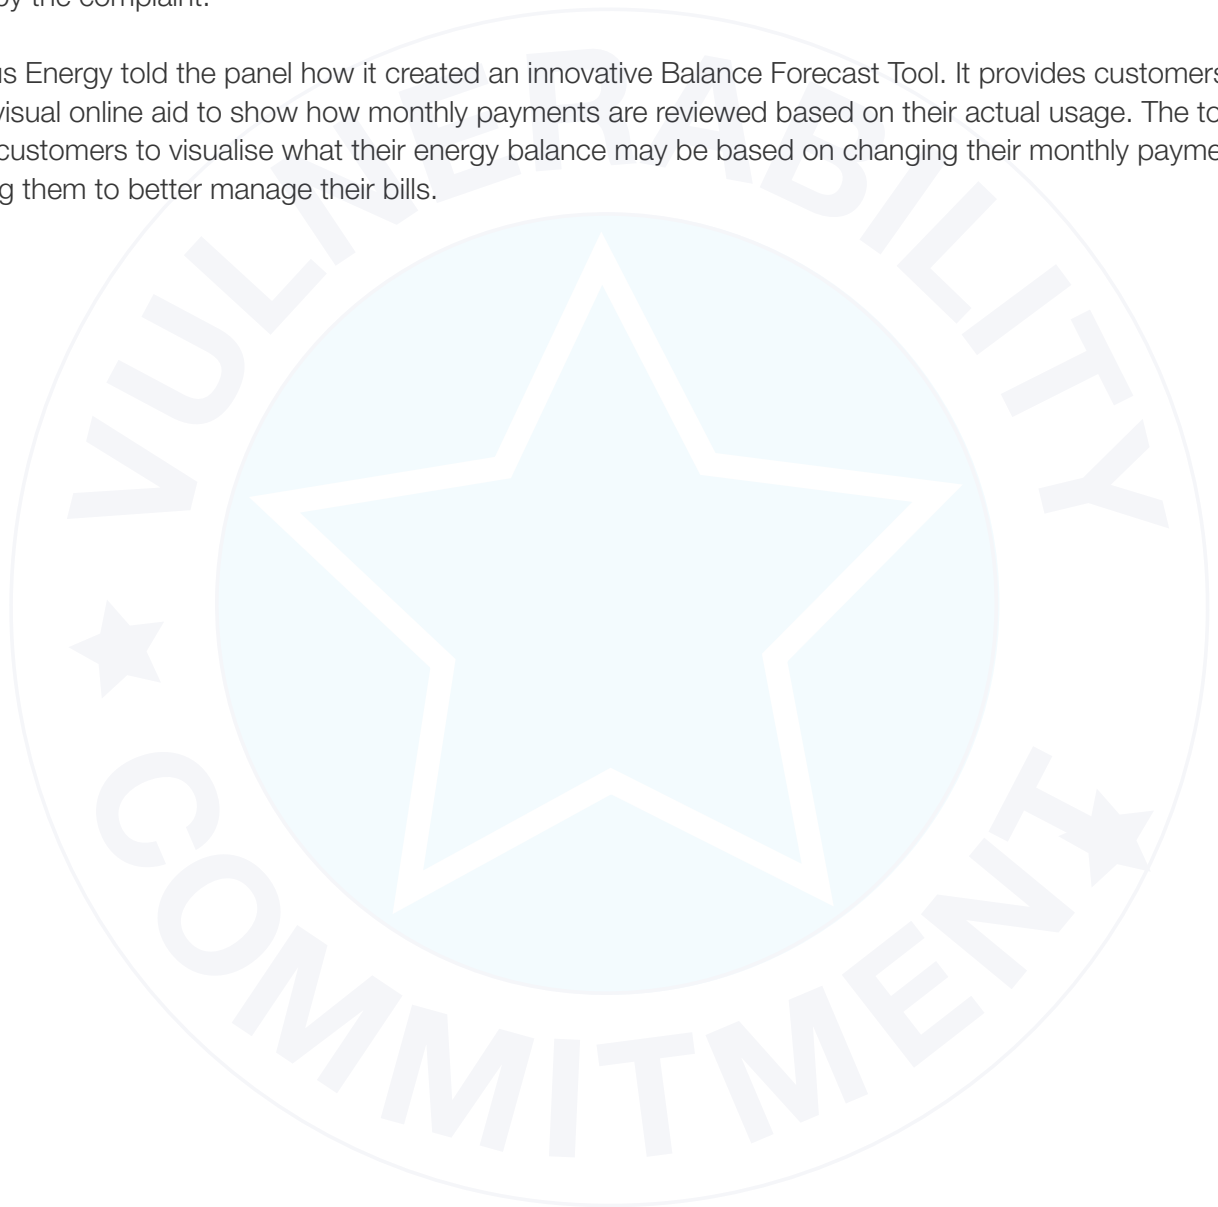 by the complaint.
us Energy told the panel how it created an innovative Balance Forecast Tool. It provides customers
visual online aid to show how monthly payments are reviewed based on their actual usage. The to
customers to visualise what their energy balance may be based on changing their monthly payme
g them to better manage their bills.
VULNERABILITY
COMMITMENT